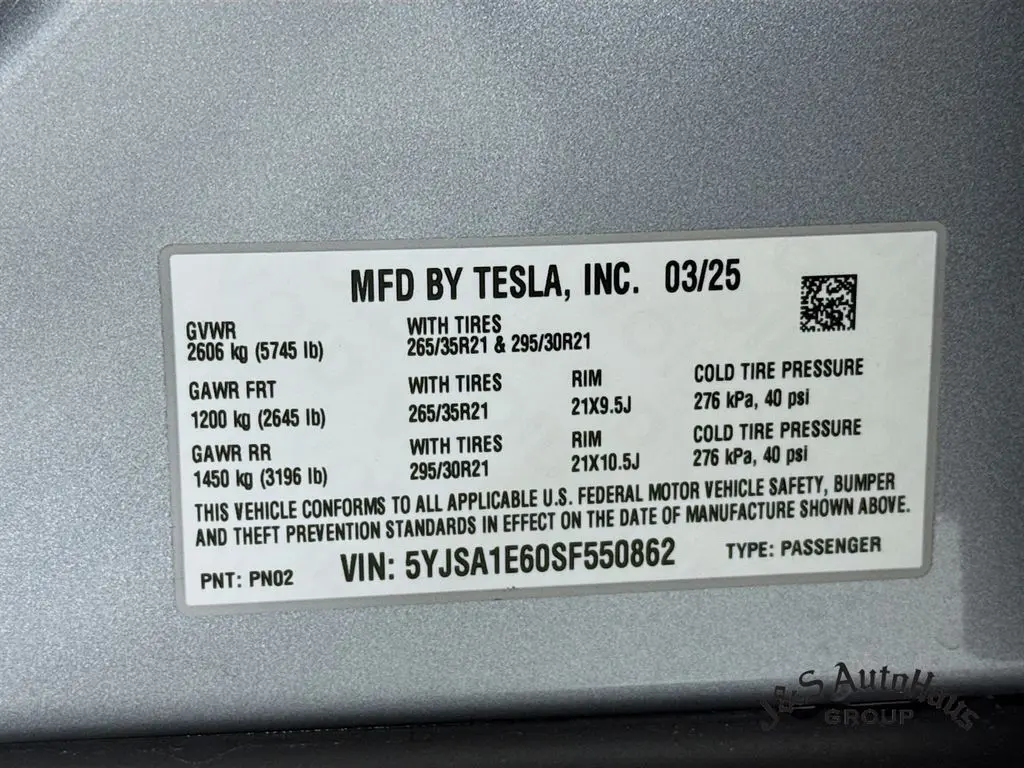 MFD BY TESLA, INC. 03/25
GVWR WITH TIRES
2606 kg (5745 lb) 265/35R21 & 295/30R21
GAWR FRT WITH TIRES RIM COLD TIRE PRESSURE
1200 kg (2645 lb) 265/35R21 21X9.5J 276 kPa, 40 psi
GAWR RR WITH TIRES RIM COLD TIRE PRESSURE
1450 kg (3196 lb) 295/30R21 21X10.5J 276 kPa, 40 psi
THIS VEHICLE CONFORMS TO ALL APPLICABLE U.S. FEDERAL MOTOR VEHICLE SAFETY, BUMPER
AND THEFT PREVENTION STANDARDS IN EFFECT ON THE DATE OF MANUFACTURE SHOWN ABOVE.
PNT: PN02 VIN: 5YJSA1E60SF550862 TYPE: PASSENGER
J&S AutoHaus
GROUP